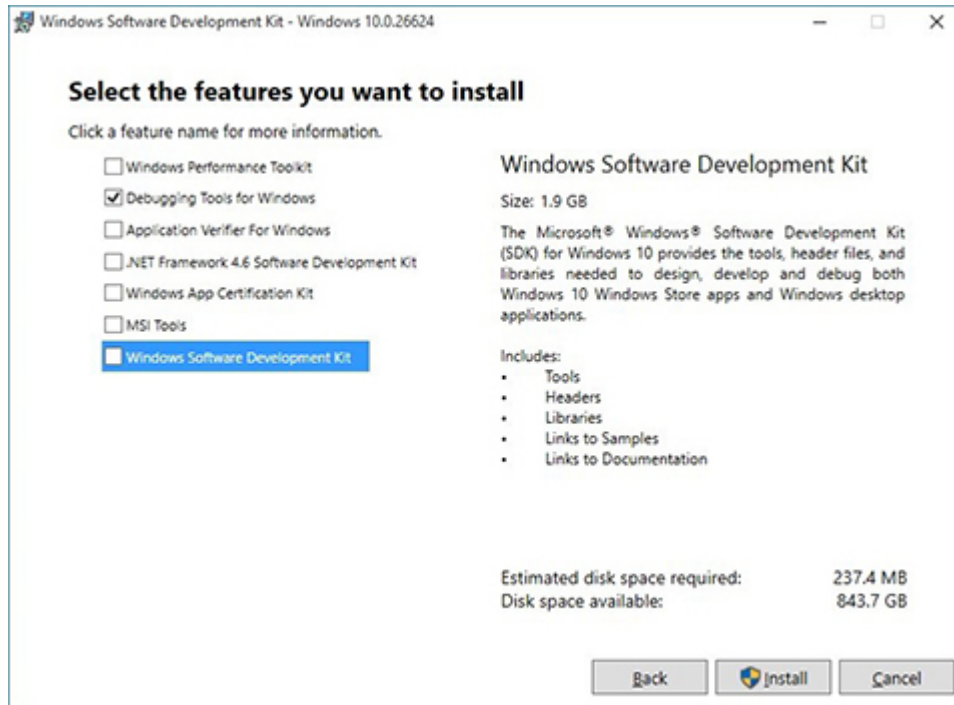 Windows Software Development Kit - Windows 10.0.26624
Select the features you want to install
Click a feature name for more information.
Windows Performance Toolkit
Debugging Tools for Windows
Application Verifier For Windows
.NET Framework 4.6 Software Development Kit
Windows App Certification Kit
MSI Tools
Windows Software Development Kit
Windows Software Development Kit
Size: 1.9 GB
The Microsoft® Windows® Software Development Kit
(SDK) for Windows 10 provides the tools, header files, and
libraries needed to design, develop and debug both
Windows 10 Windows Store apps and Windows desktop
applications.
Includes:
• Tools
• Headers
• Libraries
• Links to Samples
• Links to Documentation
Estimated disk space required: 237.4 MB
Disk space available: 843.7 GB
Back Install Cancel